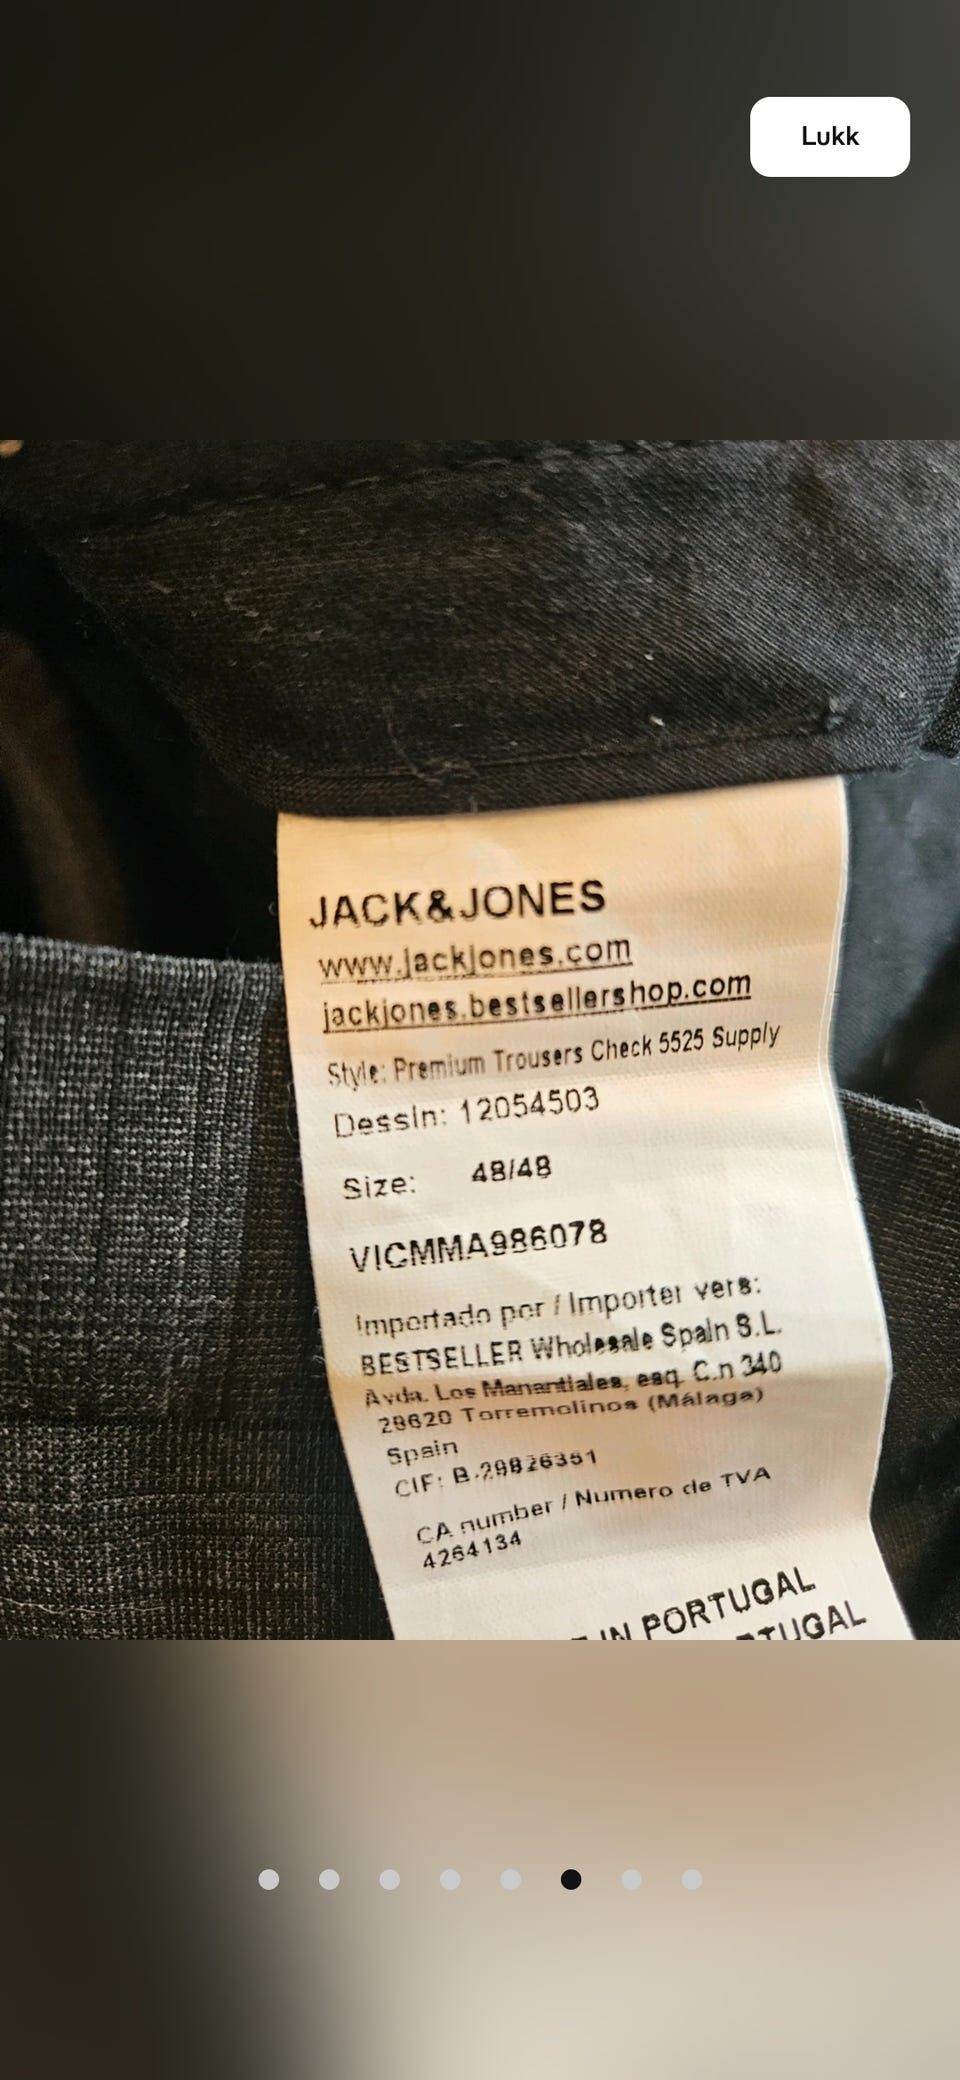 Lukk
JACK&JONES
www.jackjones.com
jackjones.bestsellershop.com
Style: Premium Trousers Check 5525 Supply
Dessin: 12054503
Size: 48/48
VICMMA986078
Importado por / Importer vers:
BESTSELLER Wholesale Spain S.L.
Avda. Los Manantiales, esq. C.n 340
29620 Torremolinos (Málaga)
Spain
CIF: B.29826351
CA number / Numero de TVA
4264134
IN PORTUGAL